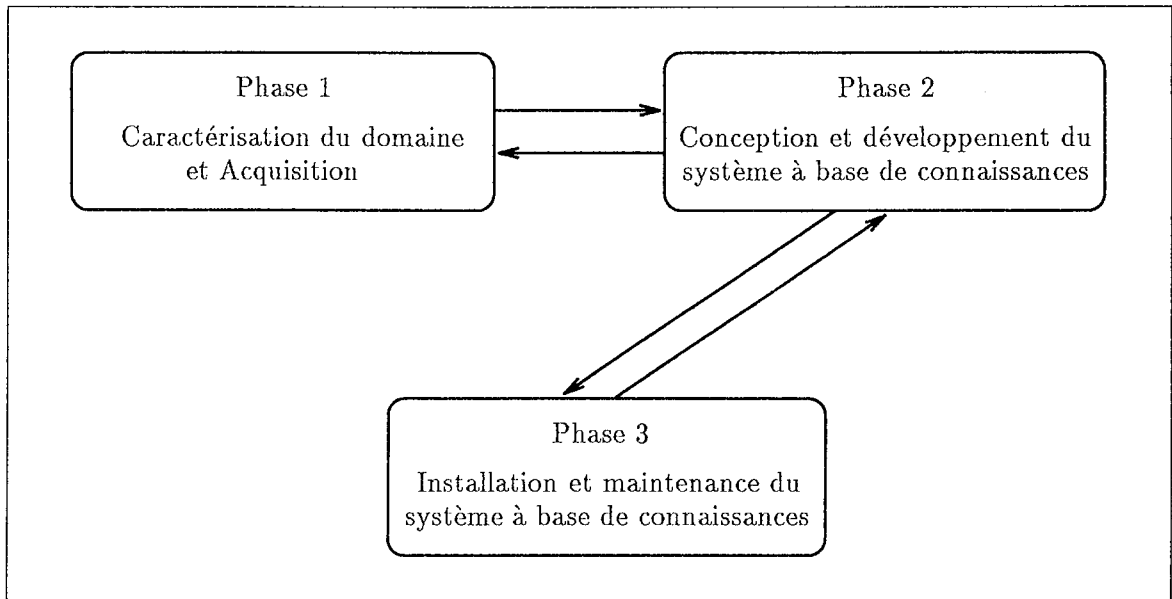 Phase 1
Caractérisation du domaine
et Acquisition
Phase 2
Conception et développement du
système à base de connaissances
Phase 3
Installation et maintenance du
système à base de connaissances